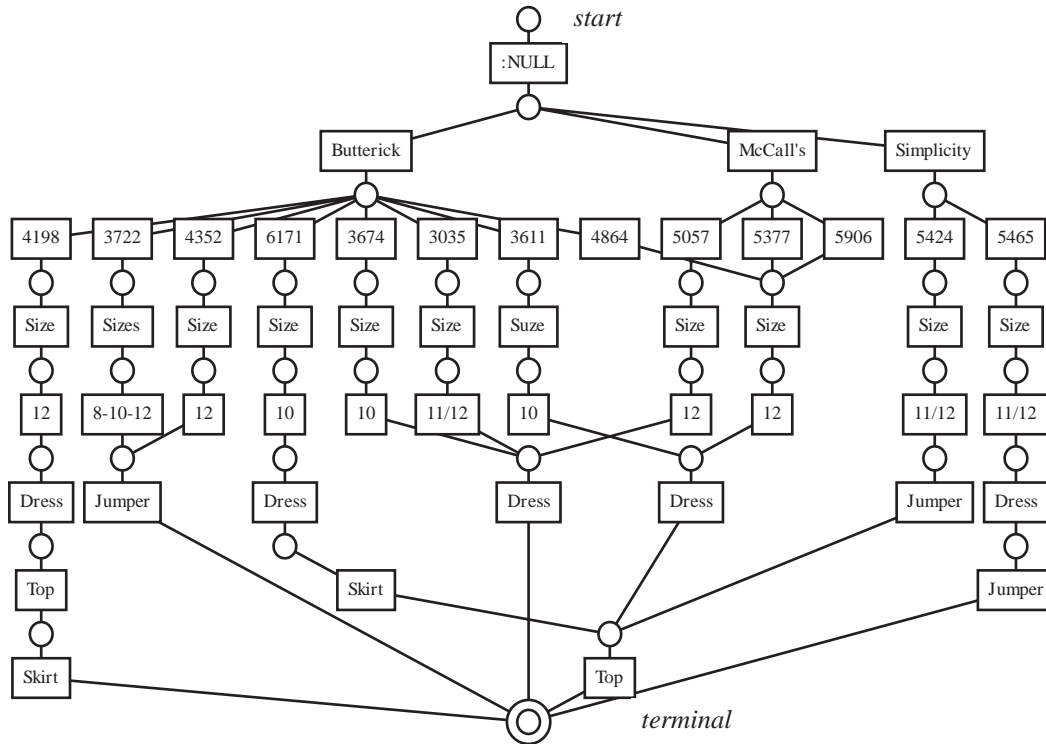 start
:NULL
Butterick McCall's Simplicity
4198 3722 4352 6171 3674 3035 3611 4864 5057 5377 5906 5424 5465
Size Sizes Size Size Size Size Suze Size Size Size Size
12 8-10-12 12 10 10 11/12 10 12 12 11/12 11/12
Dress Jumper Dress Dress Dress Jumper Dress
Top Skirt Jumper
Skirt Top
terminal